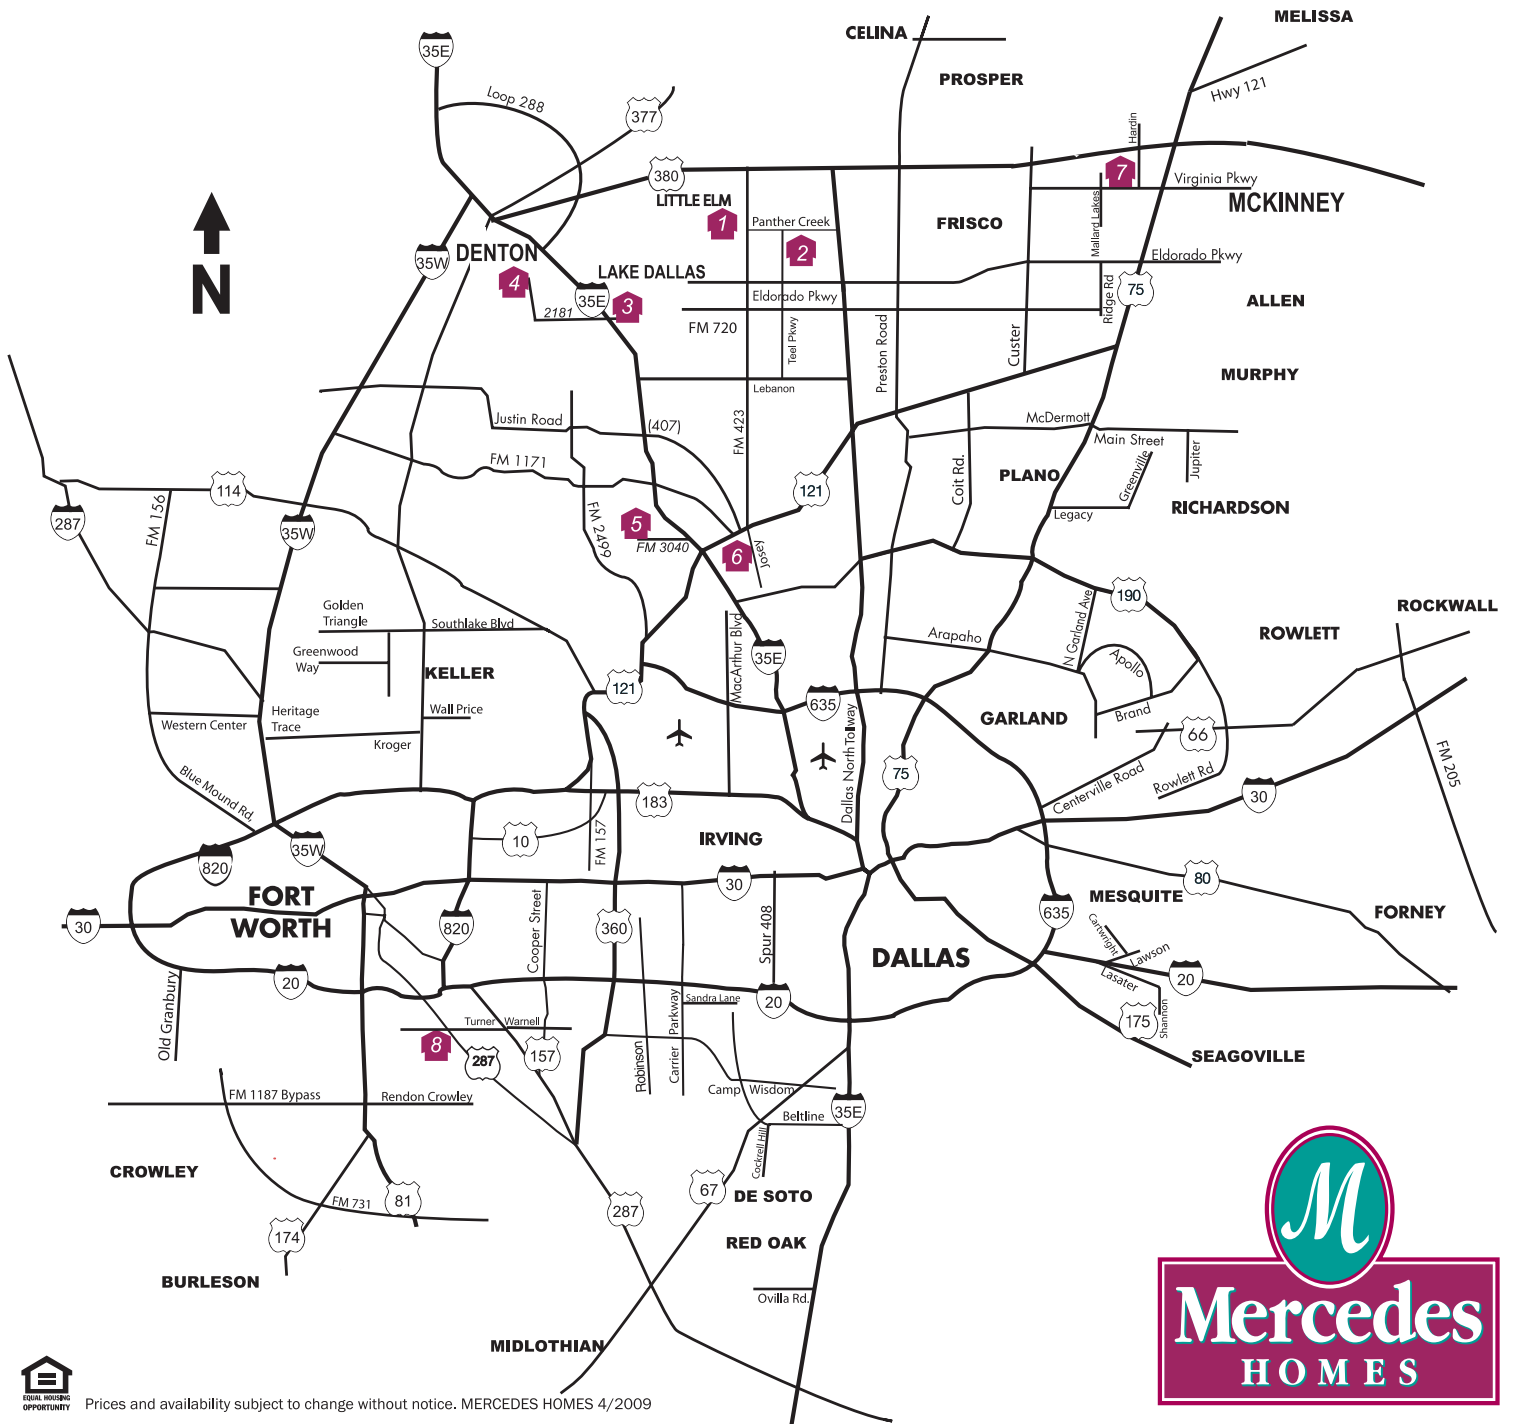 MELISSA
CELINA
35E
PROSPER
Hwy 121
Loop 288
377
Hardin
380
7
Virginia Pkwy
LITTLE ELM
MCKINNEY
Mallard Lakes
1
Panther Creek
FRISCO
2
DENTON
35W
Eldorado Pkwy
LAKE DALLAS
4
N
35E
3
Eldorado Pkwy
Ridge Rd
75
ALLEN
2181
FM 720
Teel Pkwy
Preston Road
Custer
MURPHY
Lebanon
Justin Road
(407)
FM 423
McDermott
Main Street
Jupiter
FM 1171
Coit Rd.
PLANO
Greenville
114
121
RICHARDSON
FM 156
287
35W
FM 2499
5
FM 3040
Legacy
6
Josey
190
ROCKWALL
Golden
Triangle
Southlake Blvd
MacArthur Blvd
Arapaho
N Garland Ave
ROWLETT
Greenwood
Way
KELLER
35E
Apollo
121
635
Heritage
Trace
Wall Price
Western Center
GARLAND
Brand
Kroger
66
Dallas North Tollway
FM 205
Blue Mound Rd,
75
Centerville Road
Rowlett Rd
30
183
FM 157
10
IRVING
35W
820
80
30
FORT
WORTH
MESQUITE
Cooper Street
Spur 408
635
FORNEY
30
820
360
Cartwright
Lawson
DALLAS
20
Lasater
20
Old Granbury
Carrier Parkway
Sandra Lane
20
Shannon
175
Turner Warnell
8
287
157
Robinson
SEAGOVILLE
FM 1187 Bypass
Rendon Crowley
Camp Wisdom
Beltline
35E
Cockrell Hill
CROWLEY
67
DE SOTO
FM 731
81
287
174
RED OAK
BURLESON
Ovilla Rd.
MIDLOTHIAN
M
Mercedes
HOMES
EQUAL HOUSING
OPPORTUNITY
Prices and availability subject to change without notice. MERCEDES HOMES 4/2009